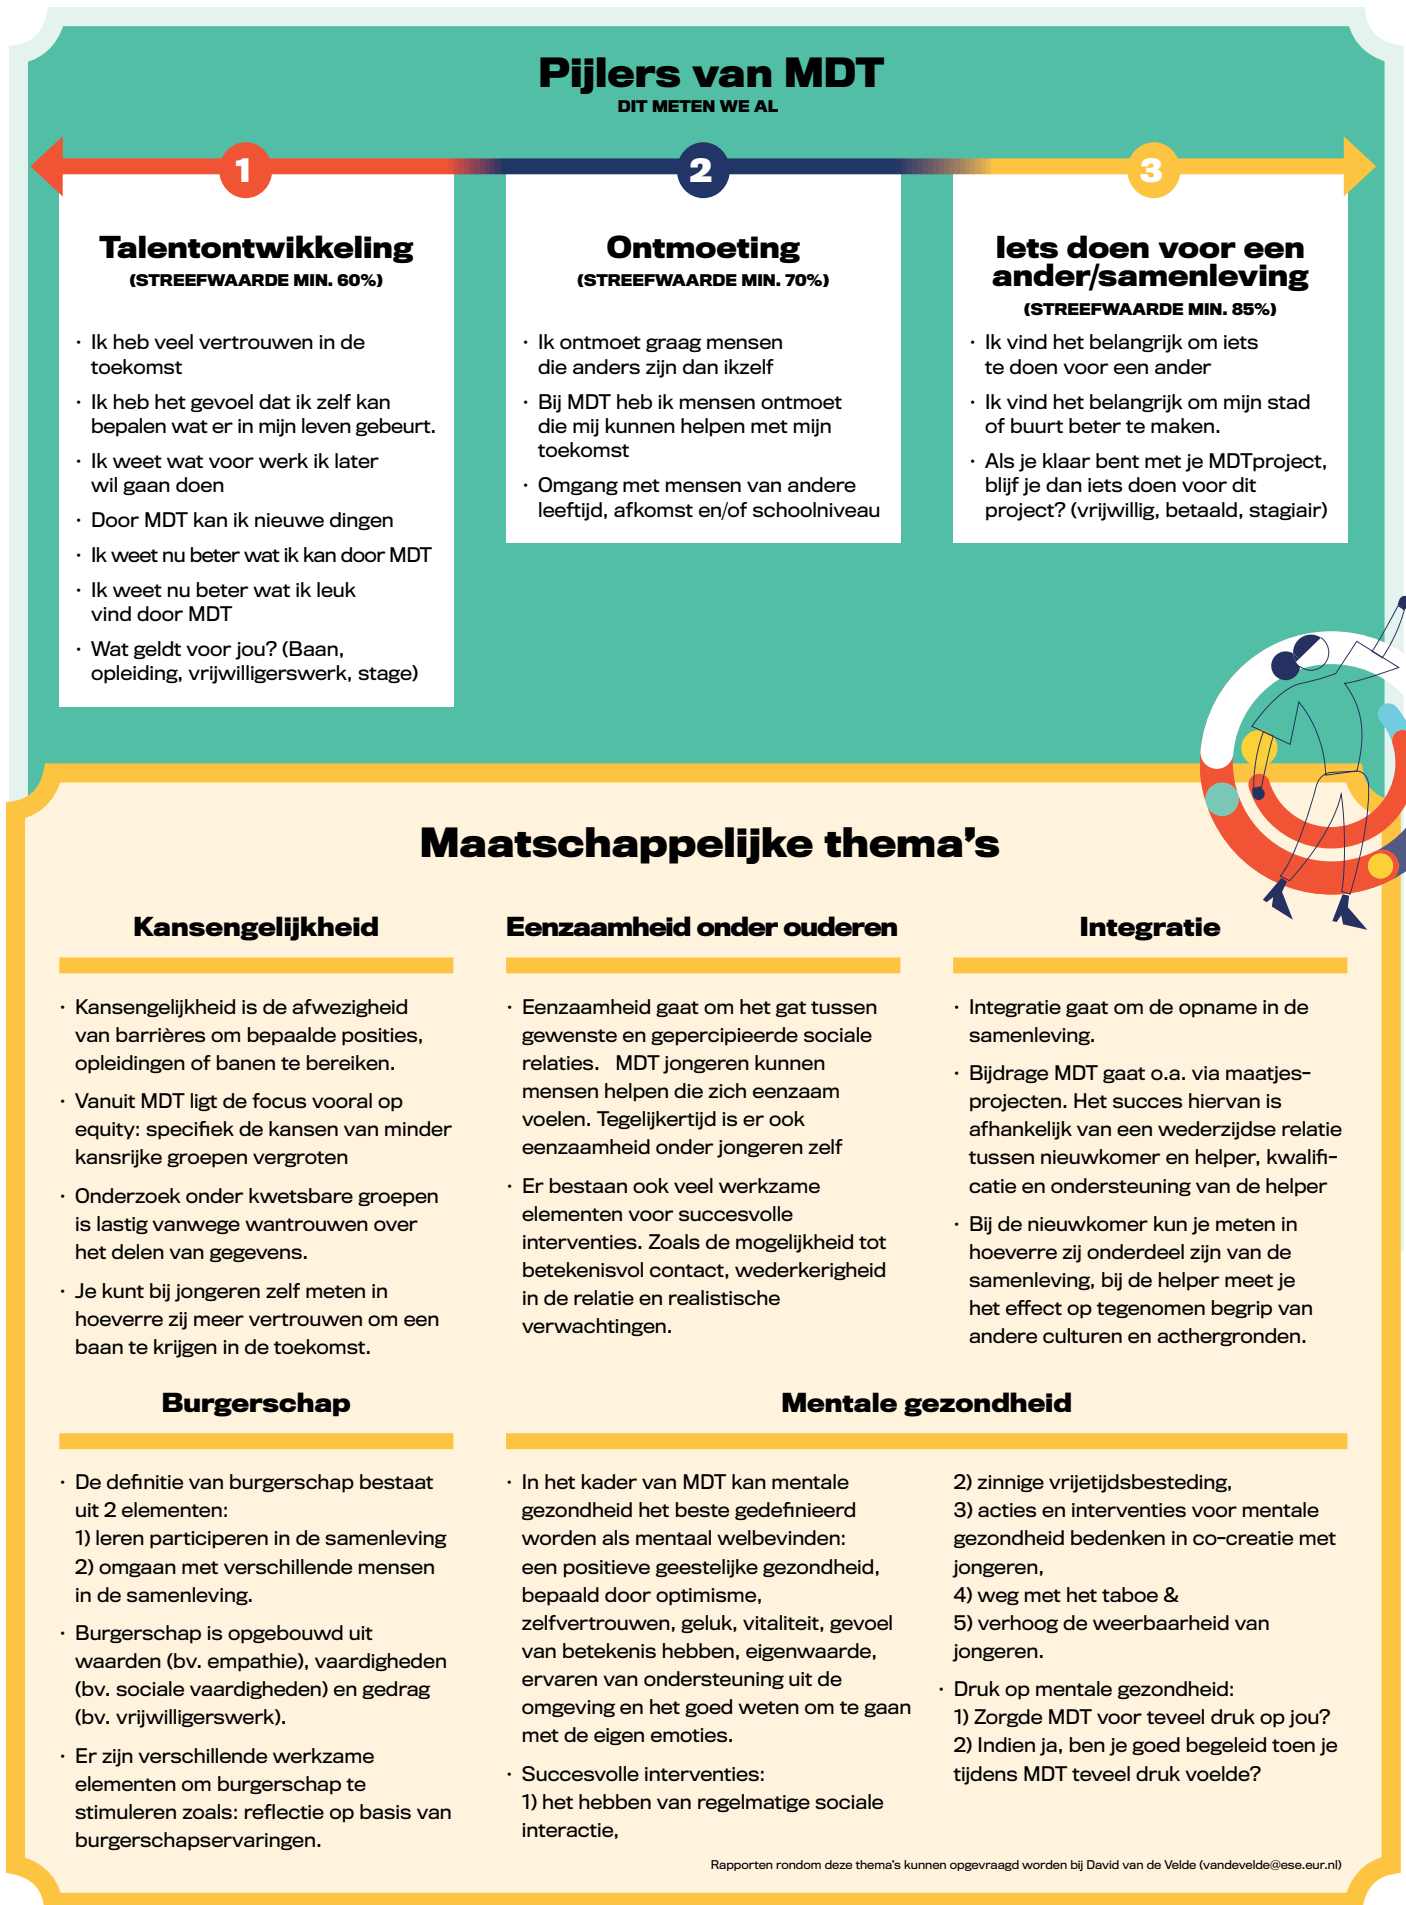 Pijlers van MDT
DIT METEN WE AL
1
Talentontwikkeling
(STREEFWAARDE MIN. 60%)
· Ik heb veel vertrouwen in de
toekomst
· Ik heb het gevoel dat ik zelf kan
bepalen wat er in mijn leven gebeurt.
· Ik weet wat voor werk ik later
wil gaan doen
· Door MDT kan ik nieuwe dingen
· Ik weet nu beter wat ik kan door MDT
· Ik weet nu beter wat ik leuk
vind door MDT
· Wat geldt voor jou? (Baan,
opleiding, vrijwilligerswerk, stage)
2
Ontmoeting
(STREEFWAARDE MIN. 70%)
· Ik ontmoet graag mensen
die anders zijn dan ikzelf
· Bij MDT heb ik mensen ontmoet
die mij kunnen helpen met mijn
toekomst
· Omgang met mensen van andere
leeftijd, afkomst en/of schoolniveau
3
Iets doen voor een
ander/samenleving
(STREEFWAARDE MIN. 85%)
· Ik vind het belangrijk om iets
te doen voor een ander
· Ik vind het belangrijk om mijn stad
of buurt beter te maken.
· Als je klaar bent met je MDTproject,
blijf je dan iets doen voor dit
project? (vrijwillig, betaald, stagiair)
Maatschappelijke thema's
Kansengelijkheid
· Kansengelijkheid is de afwezigheid
van barrières om bepaalde posities,
opleidingen of banen te bereiken.
· Vanuit MDT ligt de focus vooral op
equity: specifiek de kansen van minder
kansrijke groepen vergroten
· Onderzoek onder kwetsbare groepen
is lastig vanwege wantrouwen over
het delen van gegevens.
· Je kunt bij jongeren zelf meten in
hoeverre zij meer vertrouwen om een
baan te krijgen in de toekomst.
Eenzaamheid onder ouderen
· Eenzaamheid gaat om het gat tussen
gewenste en gepercipieerde sociale
relaties. MDT jongeren kunnen
mensen helpen die zich eenzaam
voelen. Tegelijkertijd is er ook
eenzaamheid onder jongeren zelf
· Er bestaan ook veel werkzame
elementen voor succesvolle
interventies. Zoals de mogelijkheid tot
betekenisvol contact, wederkerigheid
in de relatie en realistische
verwachtingen.
Integratie
· Integratie gaat om de opname in de
samenleving.
· Bijdrage MDT gaat o.a. via maatjes-
projecten. Het succes hiervan is
afhankelijk van een wederzijdse relatie
tussen nieuwkomer en helper, kwalifi-
catie en ondersteuning van de helper
· Bij de nieuwkomer kun je meten in
hoeverre zij onderdeel zijn van de
samenleving, bij de helper meet je
het effect op tegenomen begrip van
andere culturen en acthergronden.
Burgerschap
· De definitie van burgerschap bestaat
uit 2 elementen:
1) leren participeren in de samenleving
2) omgaan met verschillende mensen
in de samenleving.
· Burgerschap is opgebouwd uit
waarden (bv. empathie), vaardigheden
(bv. sociale vaardigheden) en gedrag
(bv. vrijwilligerswerk).
· Er zijn verschillende werkzame
elementen om burgerschap te
stimuleren zoals: reflectie op basis van
burgerschapservaringen.
Mentale gezondheid
· In het kader van MDT kan mentale
gezondheid het beste gedefinieerd
worden als mentaal welbevinden:
een positieve geestelijke gezondheid,
bepaald door optimisme,
zelfvertrouwen, geluk, vitaliteit, gevoel
van betekenis hebben, eigenwaarde,
ervaren van ondersteuning uit de
omgeving en het goed weten om te gaan
met de eigen emoties.
· Succesvolle interventies:
1) het hebben van regelmatige sociale
interactie,
2) zinnige vrijetijdsbesteding,
3) acties en interventies voor mentale
gezondheid bedenken in co-creatie met
jongeren,
4) weg met het taboe &
5) verhoog de weerbaarheid van
jongeren.
· Druk op mentale gezondheid:
1) Zorgde MDT voor teveel druk op jou?
2) Indien ja, ben je goed begeleid toen je
tijdens MDT teveel druk voelde?
Rapporten rondom deze thema's kunnen opgevraagd worden bij David van de Velde (vandevelde@ese.eur.nl)